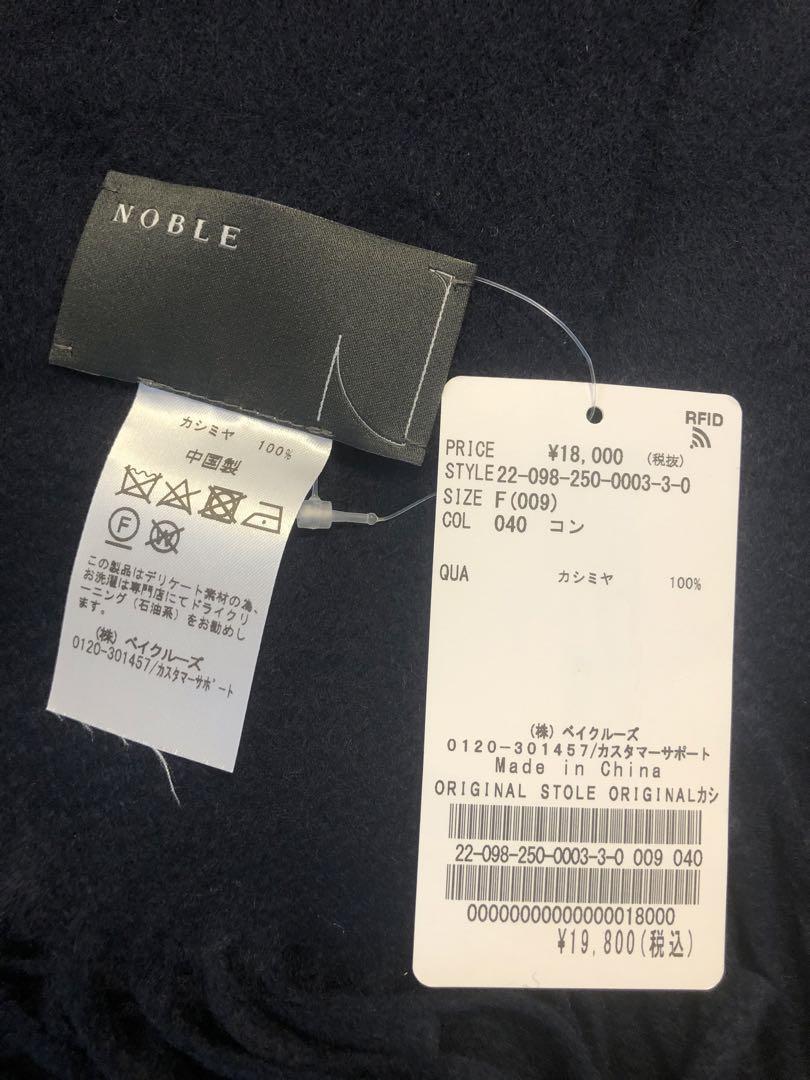 NOBLE
カシミヤ 100%
中国製
F
W
この製品はデリケート素材の為、
お洗濯は専門店にてドライクリ
ーニング(石油系)をお勧めし
ます。
(株)ベイクルーズ
0120-301457/カスタマーサポート
RFID
PRICE ¥18,000 (税抜)
STYLE 22-098-250-0003-3-0
SIZE F(009)
COL 040 コン
QUA カシミヤ 100%
(株)ベイクルーズ
0120-301457/カスタマーサポート
Made in China
ORIGINAL STOLE ORIGINALカシ
22-098-250-0003-3-0 009 040
00000000000000018000
¥19,800(税込)